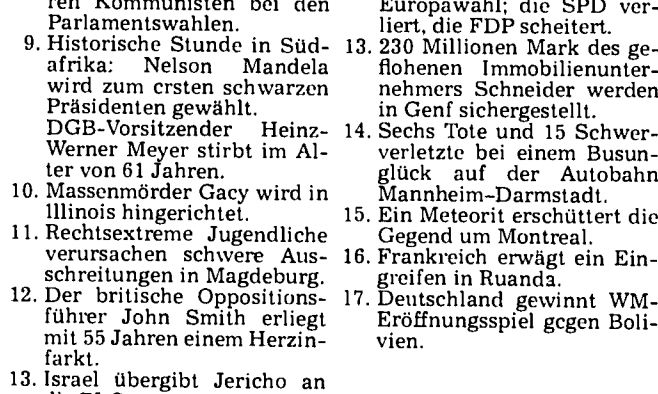 ren Kommunisten bei den
Parlamentswahlen.
9. Historische Stunde in Süd-
afrika: Nelson Mandela
wird zum ersten schwarzen
Präsidenten gewählt.
DGB-Vorsitzender Heinz-
Werner Meyer stirbt im Al-
ter von 61 Jahren.
10. Massenmörder Gacy wird in
Illinois hingerichtet.
11. Rechtsextreme Jugendliche
verursachen schwere Aus-
schreitungen in Magdeburg.
12. Der britische Oppositions-
führer John Smith erliegt
mit 55 Jahren einem Herzin-
farkt.
13. Israel übergibt Jericho an
Europawahl; die SPD ver-
liert, die FDP scheitert.
13. 230 Millionen Mark des ge-
flohenen Immobilienunter-
nehmers Schneider werden
in Genf sichergestellt.
14. Sechs Tote und 15 Schwer-
verletzte bei einem Busun-
glück auf der Autobahn
Mannheim-Darmstadt.
15. Ein Meteorit erschüttert die
Gegend um Montreal.
16. Frankreich erwägt ein Ein-
greifen in Ruanda.
17. Deutschland gewinnt WM-
Eröffnungsspiel gegen Boli-
vien.